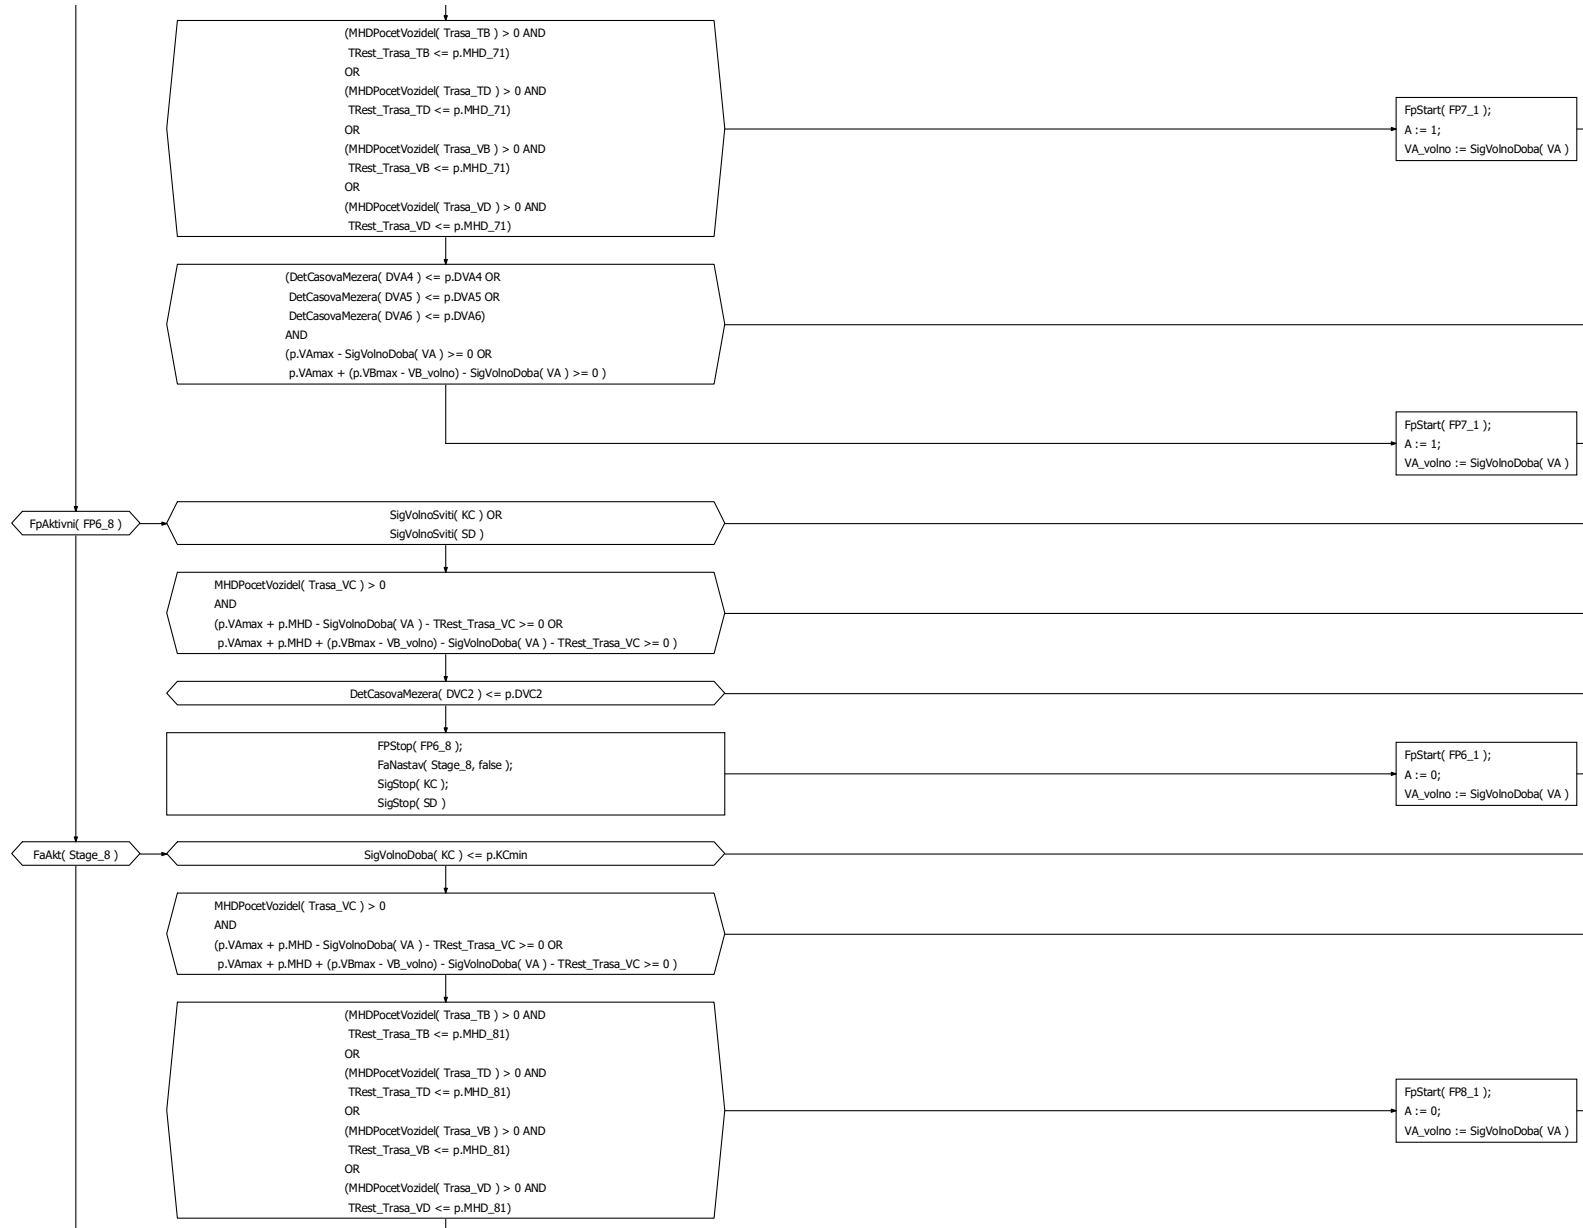 (MHDPocetVozidel( Trasa_TB ) > 0 AND
TRest_Trasa_TB <= p.MHD_71)
OR
(MHDPocetVozidel( Trasa_TD ) > 0 AND
TRest_Trasa_TD <= p.MHD_71)
OR
(MHDPocetVozidel( Trasa_VB ) > 0 AND
TRest_Trasa_VB <= p.MHD_71)
OR
(MHDPocetVozidel( Trasa_VD ) > 0 AND
TRest_Trasa_VD <= p.MHD_71)
FpStart( FP7_1 );
A := 1;
VA_volno := SigVolnoDoba( VA )
(DetCasovaMezera( DVA4 ) <= p.DVA4 OR
DetCasovaMezera( DVA5 ) <= p.DVA5 OR
DetCasovaMezera( DVA6 ) <= p.DVA6)
AND
(p.VAmax - SigVolnoDoba( VA ) >= 0 OR
p.VAmax + (p.VBmax - VB_volno) - SigVolnoDoba( VA ) >= 0 )
FpStart( FP7_1 );
A := 1;
VA_volno := SigVolnoDoba( VA )
FpAktivni( FP6_8 )
SigVolnoSviti( KC ) OR
SigVolnoSviti( SD )
MHDPocetVozidel( Trasa_VC ) > 0
AND
(p.VAmax + p.MHD - SigVolnoDoba( VA ) - TRest_Trasa_VC >= 0 OR
p.VAmax + p.MHD + (p.VBmax - VB_volno) - SigVolnoDoba( VA ) - TRest_Trasa_VC >= 0 )
DetCasovaMezera( DVC2 ) <= p.DVC2
FPStop( FP6_8 );
FaNastav( Stage_8, false );
SigStop( KC );
SigStop( SD )
FpStart( FP6_1 );
A := 0;
VA_volno := SigVolnoDoba( VA )
FaAkt( Stage_8 )
SigVolnoDoba( KC ) <= p.KCmin
MHDPocetVozidel( Trasa_VC ) > 0
AND
(p.VAmax + p.MHD - SigVolnoDoba( VA ) - TRest_Trasa_VC >= 0 OR
p.VAmax + p.MHD + (p.VBmax - VB_volno) - SigVolnoDoba( VA ) - TRest_Trasa_VC >= 0 )
(MHDPocetVozidel( Trasa_TB ) > 0 AND
TRest_Trasa_TB <= p.MHD_81)
OR
(MHDPocetVozidel( Trasa_TD ) > 0 AND
TRest_Trasa_TD <= p.MHD_81)
OR
(MHDPocetVozidel( Trasa_VB ) > 0 AND
TRest_Trasa_VB <= p.MHD_81)
OR
(MHDPocetVozidel( Trasa_VD ) > 0 AND
TRest_Trasa_VD <= p.MHD_81)
FpStart( FP8_1 );
A := 0;
VA_volno := SigVolnoDoba( VA )